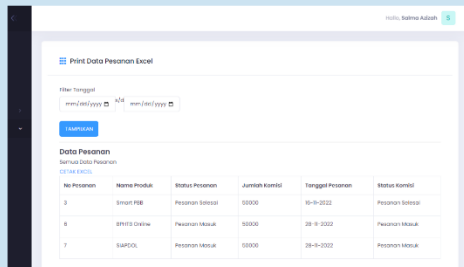 Hello, Salma Adzah S
Print Data Pesanan Excel
Filter Tanggal
mm/dd/yyyy s/d mm/dd/yyyy
TAMPILKAN
Data Pesanan
Semua Data Pesanan
CETAK EXCEL
No Pesanan Nama Produk Status Pesanan Jumlah Komisi Tanggal Pesanan Status Komisi
3 Smart PBB Pesanan Selesai 50000 15-11-2022 Pesanan Selesai
6 BPHTB Online Pesanan Masuk 50000 28-11-2022 Pesanan Masuk
7 SIAPDOL Pesanan Masuk 50000 28-11-2022 Pesanan Masuk